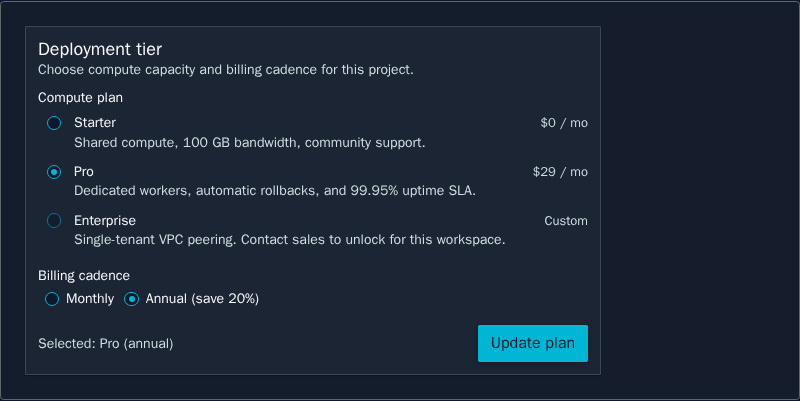 Deployment tier
Choose compute capacity and billing cadence for this project.
Compute plan
Starter $0 / mo
Shared compute, 100 GB bandwidth, community support.
Pro $29 / mo
Dedicated workers, automatic rollbacks, and 99.95% uptime SLA.
Enterprise Custom
Single-tenant VPC peering. Contact sales to unlock for this workspace.
Billing cadence
Monthly Annual (save 20%)
Selected: Pro (annual) Update plan